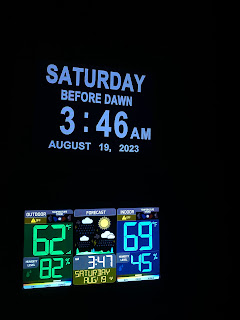 SATURDAY
BEFORE DAWN
3:46 AM
AUGUST 19, 2023
OUTDOOR FORECAST INDOOR
62 69
82% 3:47 45%
SATURDAY
AUG 19